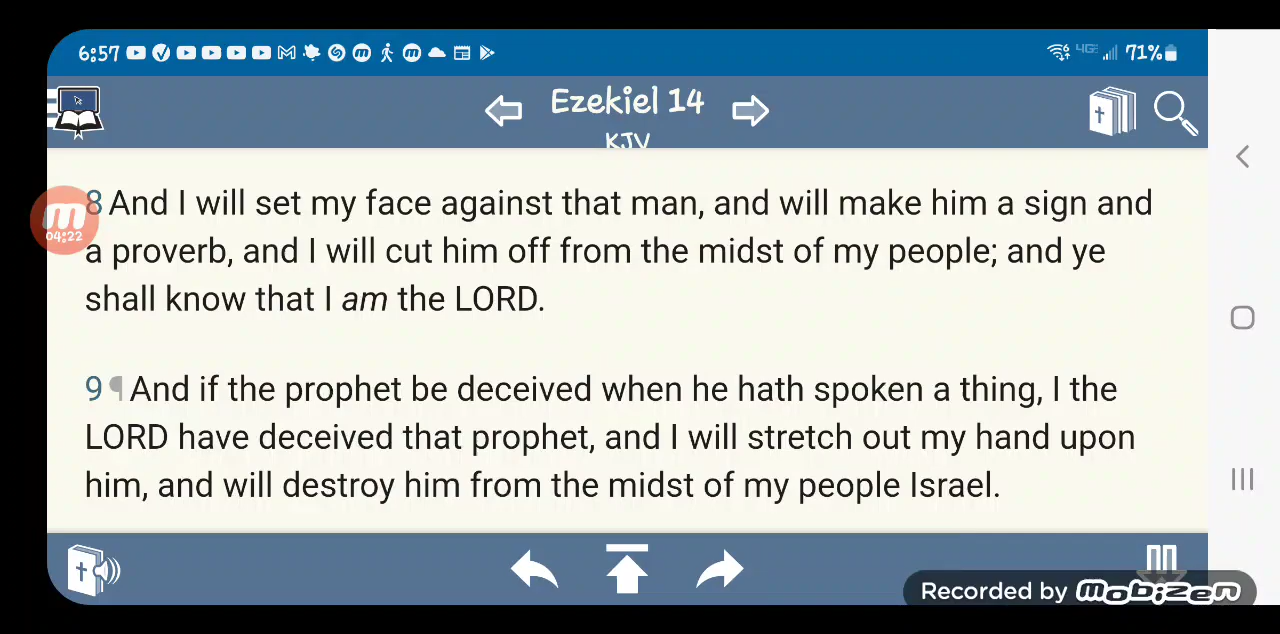 6:57 71%
Ezekiel 14
KJV
8 And I will set my face against that man, and will make him a sign and
a proverb, and I will cut him off from the midst of my people; and ye
shall know that I am the LORD.
04:22
9 ¶ And if the prophet be deceived when he hath spoken a thing, I the
LORD have deceived that prophet, and I will stretch out my hand upon
him, and will destroy him from the midst of my people Israel.
Recorded by mobizen